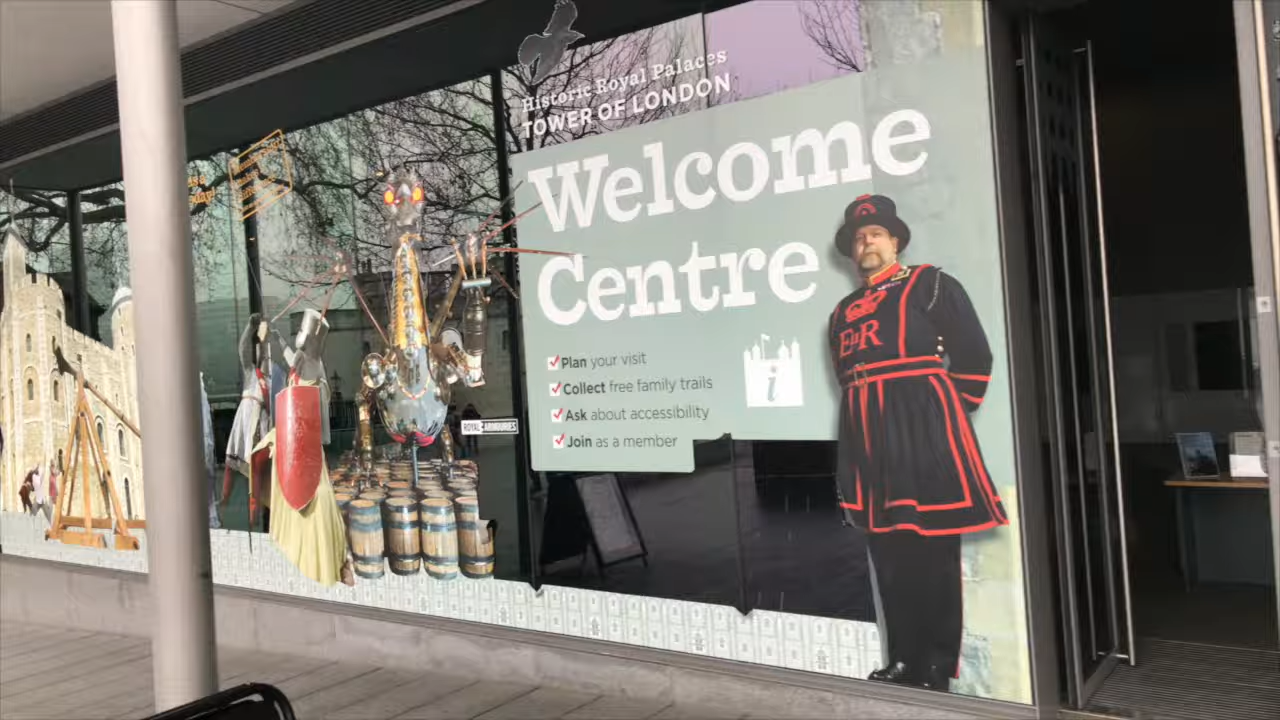 Historic Royal Palaces
TOWER OF LONDON
Welcome
Centre
Plan your visit
Collect free family trails
Ask about accessibility
Join as a member
i
EIIR
ROYAL ARMOURIES